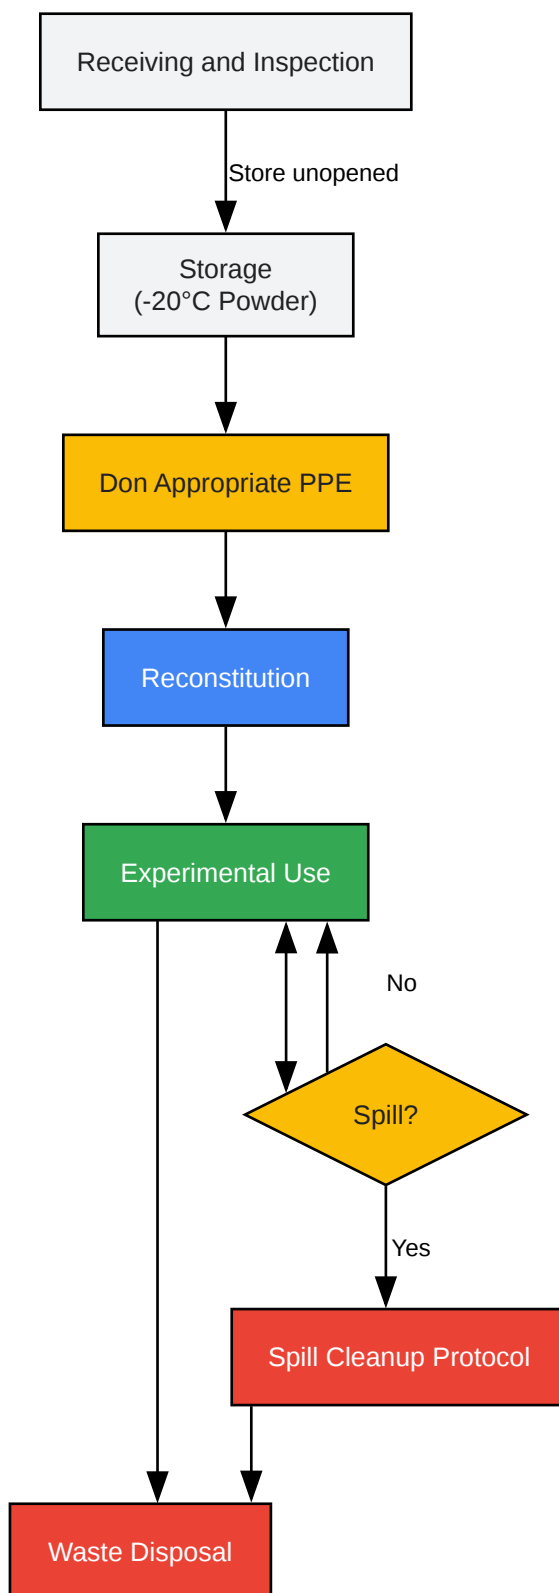 Receiving and Inspection
Store unopened
Storage
(-20°C Powder)
Don Appropriate PPE
Reconstitution
Experimental Use
No
Spill?
Yes
Spill Cleanup Protocol
Waste Disposal